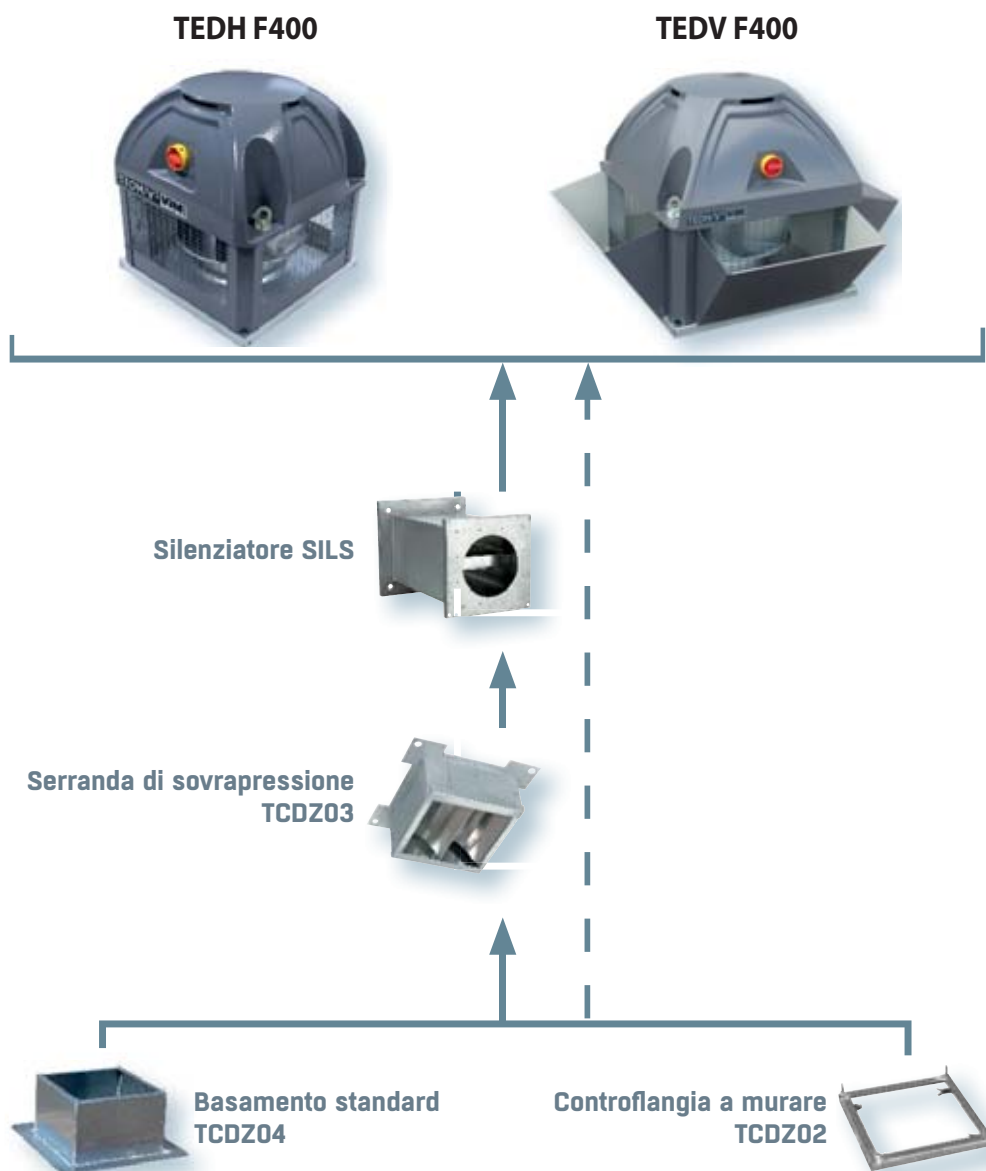 TEDH F400
TEDV F400
Silenziatore SILS
Serranda di sovrapressione
TCDZ03
Basamento standard
TCDZ04
Controflangia a murare
TCDZ02